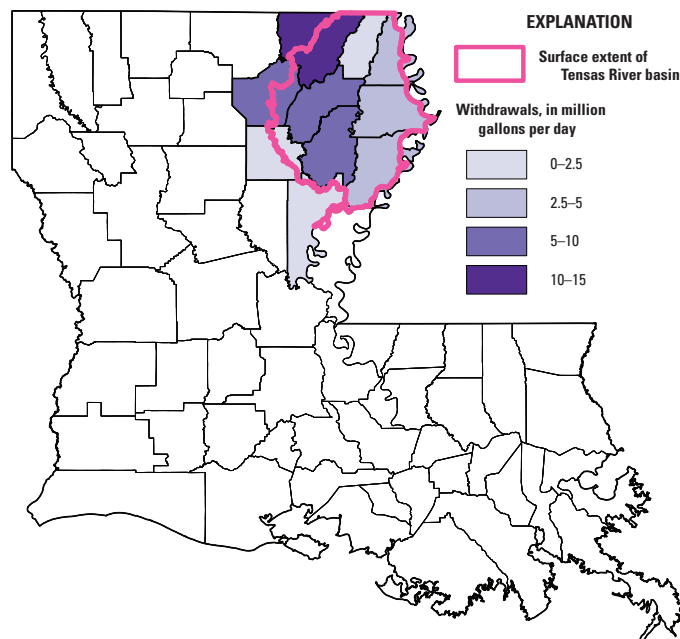 EXPLANATION
Surface extent of
Tensas River basin
Withdrawals, in million
gallons per day
0–2.5
2.5–5
5–10
10–15